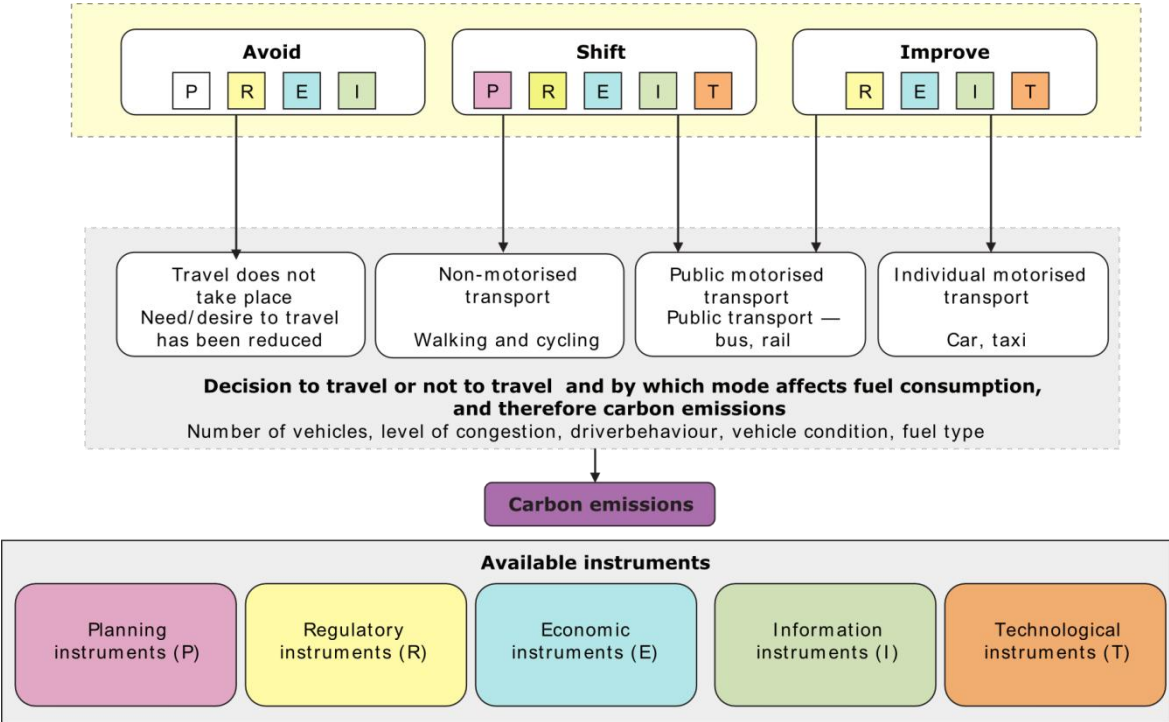 Avoid
P R E I
Shift
P R E I T
Improve
R E I T
Travel does not
take place
Need/desire to travel
has been reduced
Non-motorised
transport
Walking and cycling
Public motorised
transport
Public transport —
bus, rail
Individual motorised
transport
Car, taxi
Decision to travel or not to travel and by which mode affects fuel consumption,
and therefore carbon emissions
Number of vehicles, level of congestion, driverbehaviour, vehicle condition, fuel type
Carbon emissions
Available instruments
Planning
instruments (P)
Regulatory
instruments (R)
Economic
instruments (E)
Information
instruments (I)
Technological
instruments (T)